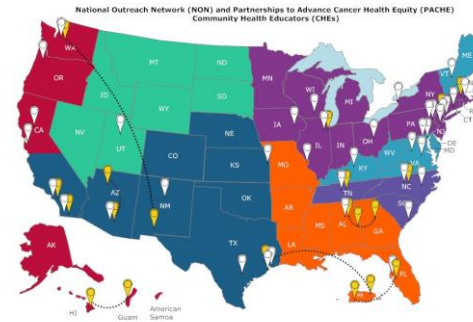 National Outreach Network (NON) and Partnerships to Advance Cancer Health Equity (PACHE)
Community Health Educators (CHEs)
WA
MT
ND
MN
ME
VT
OR
ID
SD
WI
MI
NY
WY
IA
PA
NJ
CT
NV
NE
IL
IN
OH
DE
MD
CA
UT
CO
KS
MO
KY
WV
VA
AZ
NM
OK
AR
TN
NC
SC
TX
LA
MS
AL
GA
FL
AK
HI
Guam
American
Samoa